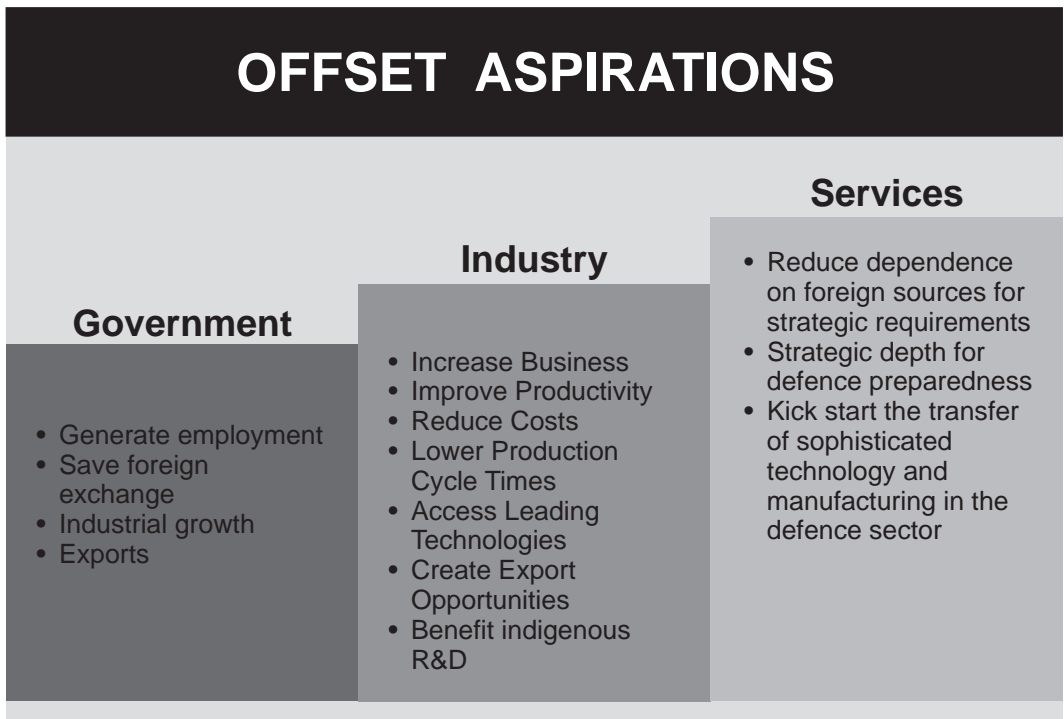 OFFSET ASPIRATIONS
Government
• Generate employment
• Save foreign
exchange
• Industrial growth
• Exports
Industry
• Increase Business
• Improve Productivity
• Reduce Costs
• Lower Production
Cycle Times
• Access Leading
Technologies
• Create Export
Opportunities
• Benefit indigenous
R&D
Services
• Reduce dependence
on foreign sources for
strategic requirements
• Strategic depth for
defence preparedness
• Kick start the transfer
of sophisticated
technology and
manufacturing in the
defence sector